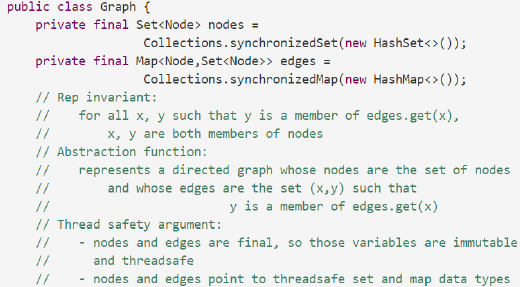 public class Graph {
    private final Set<Node> nodes =
                   Collections.synchronizedSet(new HashSet<>());
    private final Map<Node,Set<Node>> edges =
                   Collections.synchronizedMap(new HashMap<>());
    // Rep invariant:
    //    for all x, y such that y is a member of edges.get(x),
    //        x, y are both members of nodes
    // Abstraction function:
    //    represents a directed graph whose nodes are the set of nodes
    //        and whose edges are the set (x,y) such that
    //                         y is a member of edges.get(x)
    // Thread safety argument:
    //    - nodes and edges are final, so those variables are immutable
    //      and threadsafe
    //    - nodes and edges point to threadsafe set and map data types